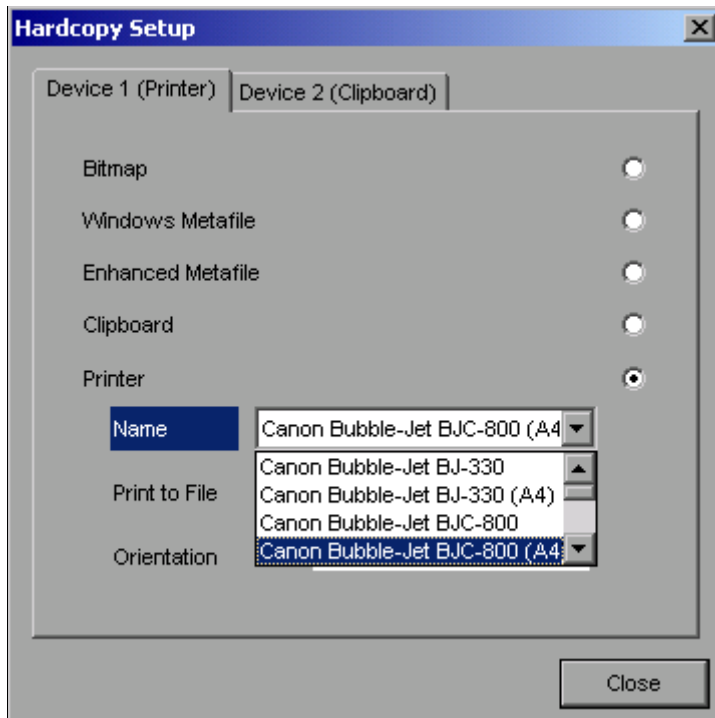 Hardcopy Setup
Device 1 (Printer)
Device 2 (Clipboard)
Bitmap
Windows Metafile
Enhanced Metafile
Clipboard
Printer
Name
Canon Bubble-Jet BJC-800 (A4
Canon Bubble-Jet BJ-330
Print to File
Canon Bubble-Jet BJ-330 (A4)
Canon Bubble-Jet BJC-800
Orientation
Canon Bubble-Jet BJC-800 (A4
Close